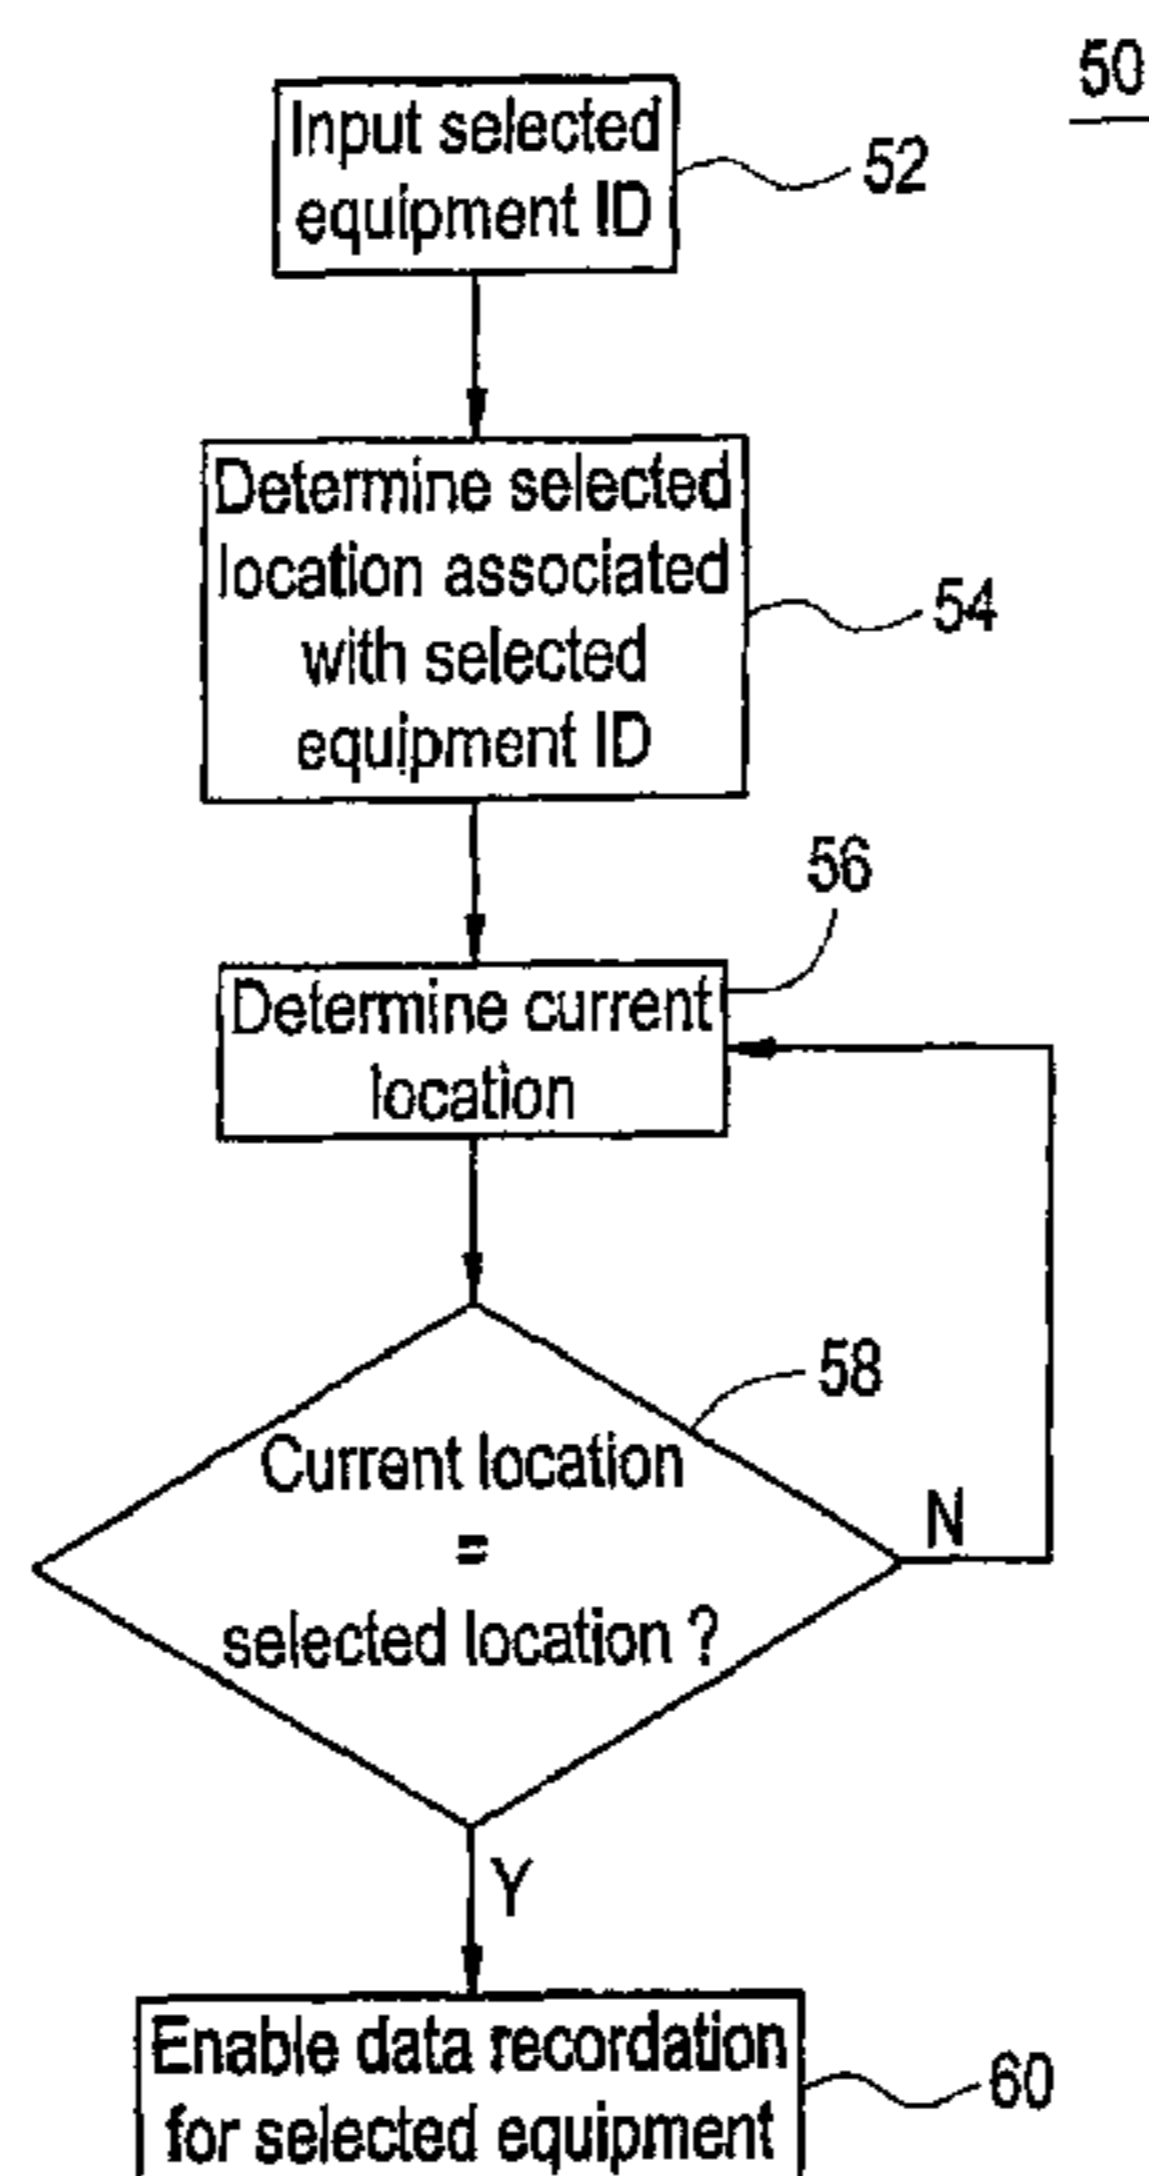 50
Input selected
equipment ID
52
Determine selected
location associated
with selected
equipment ID
54
56
Determine current
location
58
Current location
=
selected location ?
N
Y
Enable data recordation
for selected equipment
60